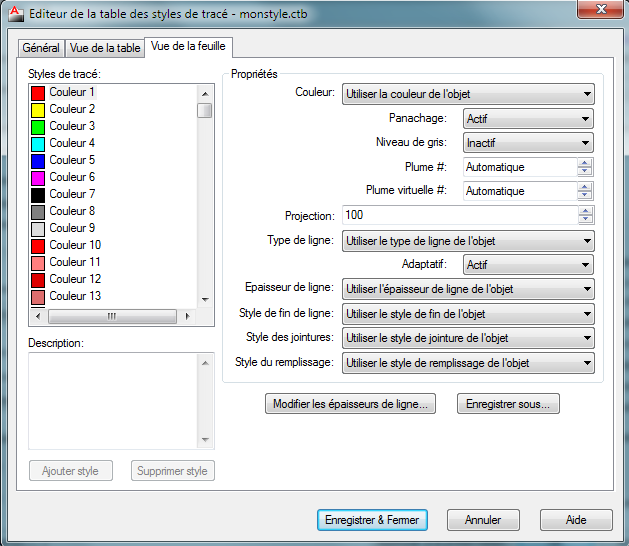 Editeur de la table des styles de tracé - monstyle.ctb
Général
Vue de la table
Vue de la feuille
Styles de tracé:
Couleur 1
Couleur 2
Couleur 3
Couleur 4
Couleur 5
Couleur 6
Couleur 7
Couleur 8
Couleur 9
Couleur 10
Couleur 11
Couleur 12
Couleur 13
Description:
Ajouter style
Supprimer style
Propriétés
Couleur: Utiliser la couleur de l'objet
Panachage: Actif
Niveau de gris: Inactif
Plume #: Automatique
Plume virtuelle #: Automatique
Projection: 100
Type de ligne: Utiliser le type de ligne de l'objet
Adaptatif: Actif
Epaisseur de ligne: Utiliser l'épaisseur de ligne de l'objet
Style de fin de ligne: Utiliser le style de fin de l'objet
Style des jointures: Utiliser le style de jointure de l'objet
Style du remplissage: Utiliser le style de remplissage de l'objet
Modifier les épaisseurs de ligne...
Enregistrer sous...
Enregistrer & Fermer
Annuler
Aide